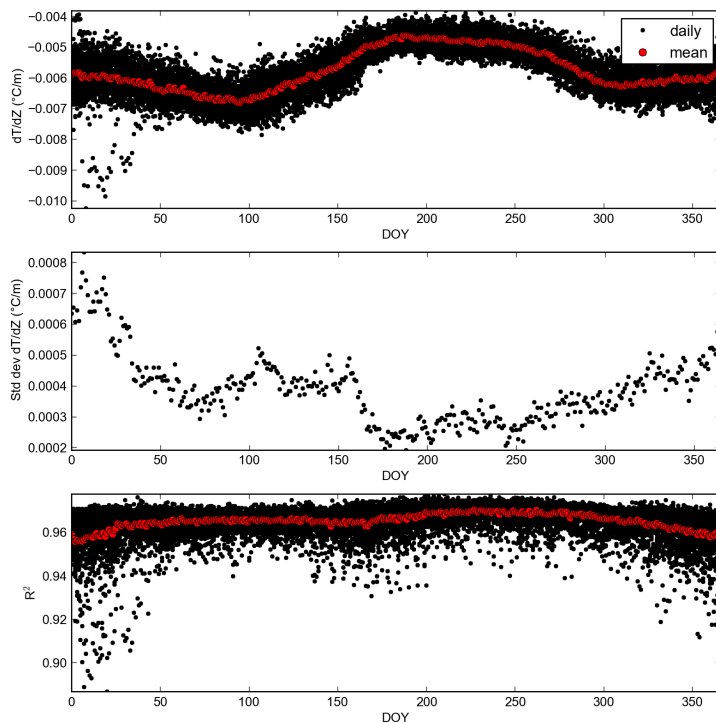 -0.004
-0.005
-0.006
-0.007
-0.008
-0.009
-0.010
dT/dZ (°C/m)
daily
mean
0 50 100 150 200 250 300 350
DOY
0.0008
0.0007
0.0006
0.0005
0.0004
0.0003
0.0002
Std dev dT/dZ (°C/m)
0 50 100 150 200 250 300 350
DOY
0.96
0.94
0.92
0.90
R²
0 50 100 150 200 250 300 350
DOY